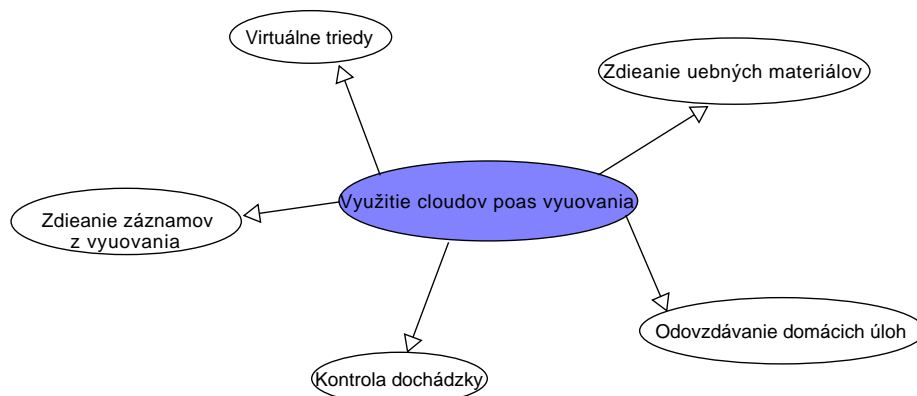 Virtuálne triedy
Zdieanie uebných materiálov
Využitie cloudov poas vyuovania
Zdieanie záznamov
z vyuovania
Odovzdávanie domácich úloh
Kontrola dochádzky